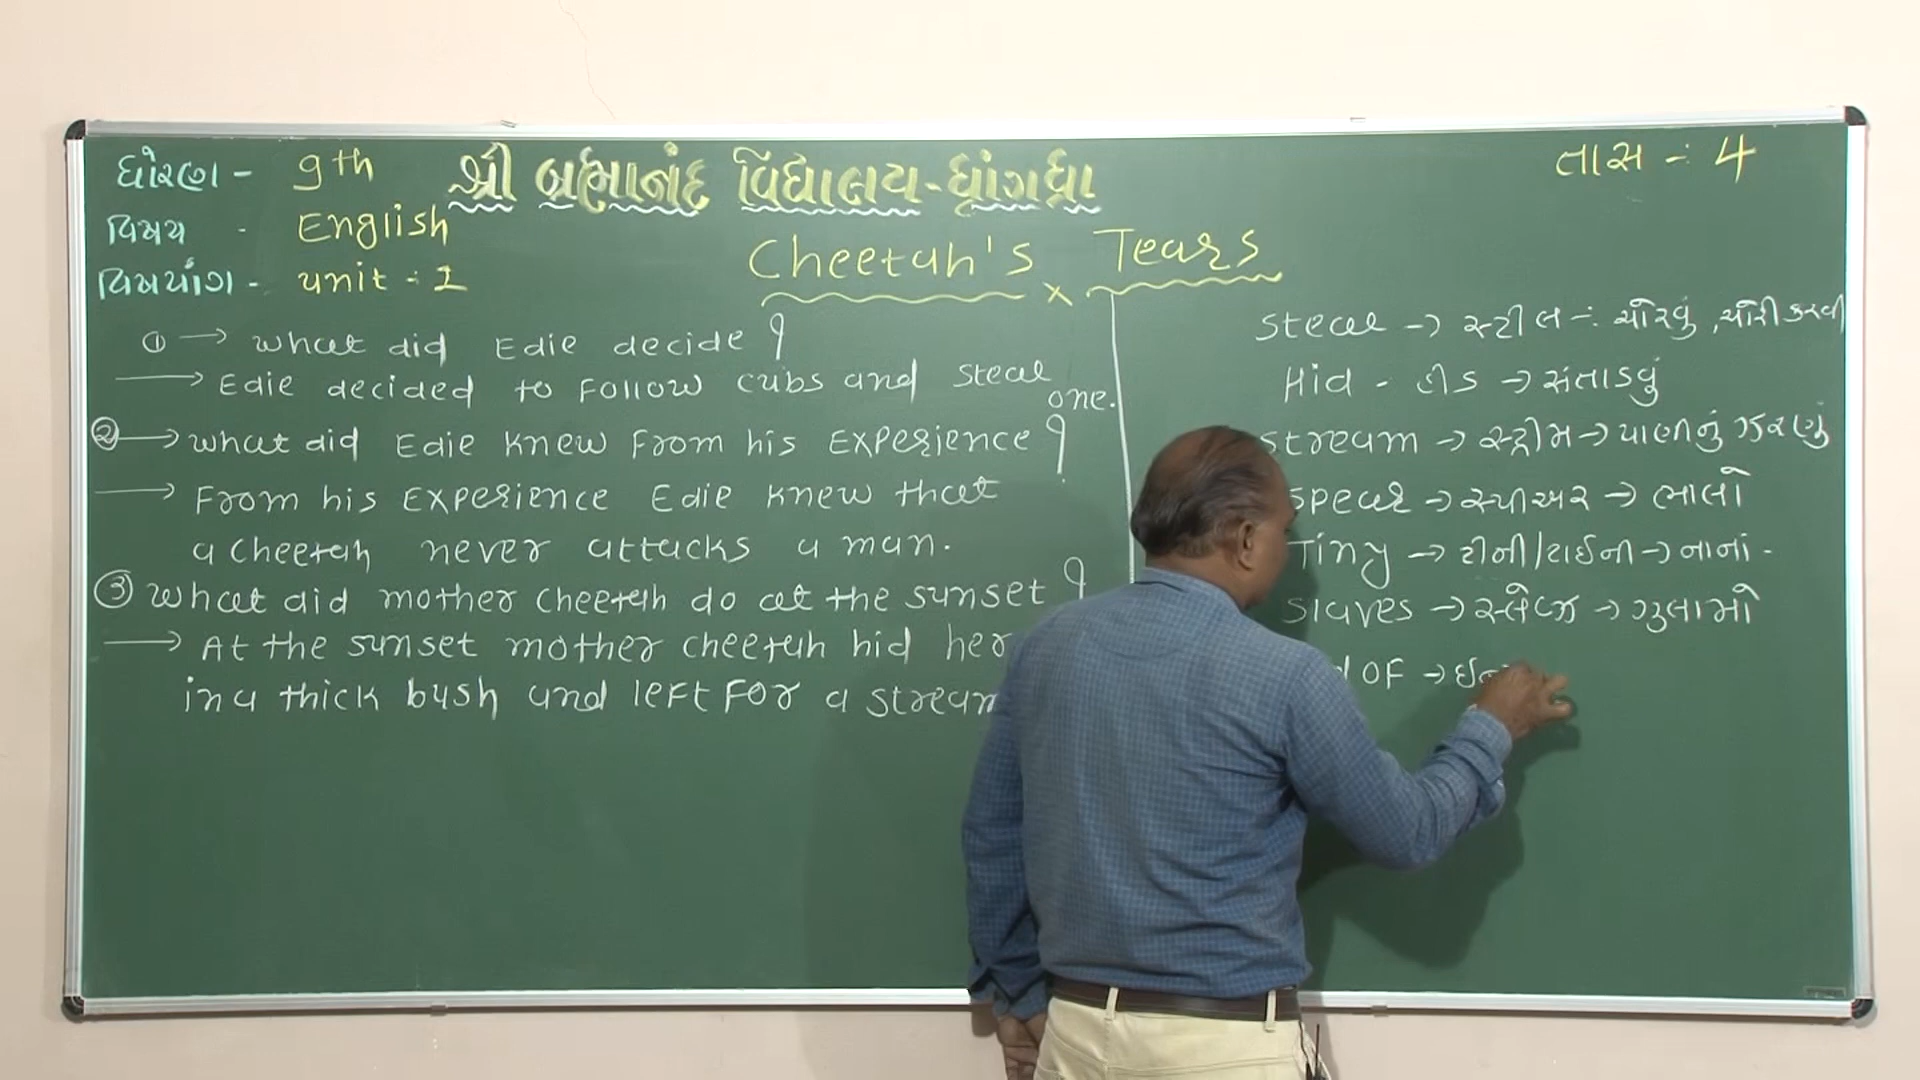 ધોરણ - 9th
શ્રી બ્રહ્માનંદ વિદ્યાલય - ધ્રાંગધ્રા
તાસ - 4
વિષય - English
વિષયાંગ - unit : 1
Cheetah's Tears
① → What did Edie decide ?
→ Edie decided to Follow cubs and steal one.
② → What did Edie knew From his Experience ?
→ From his Experience Edie knew that
a cheetah never attacks a man.
③ What did mother cheetah do at the sunset ?
→ At the sunset mother cheetah hid her
in a thick bush and left For a stream
Steal → સ્ટીલ -: ચોરવું, ચોરી કરવી
Hid - હીડ → સંતાડવું
Stream → સ્ટ્રીમ → પાણીનું ઝરણું
Spear → સ્પીઅર → ભાલો
Tiny → ટીની/ટાઈની → નાનાં -
Slaves → સ્લેવ્ઝ → ગુલામો
OF →